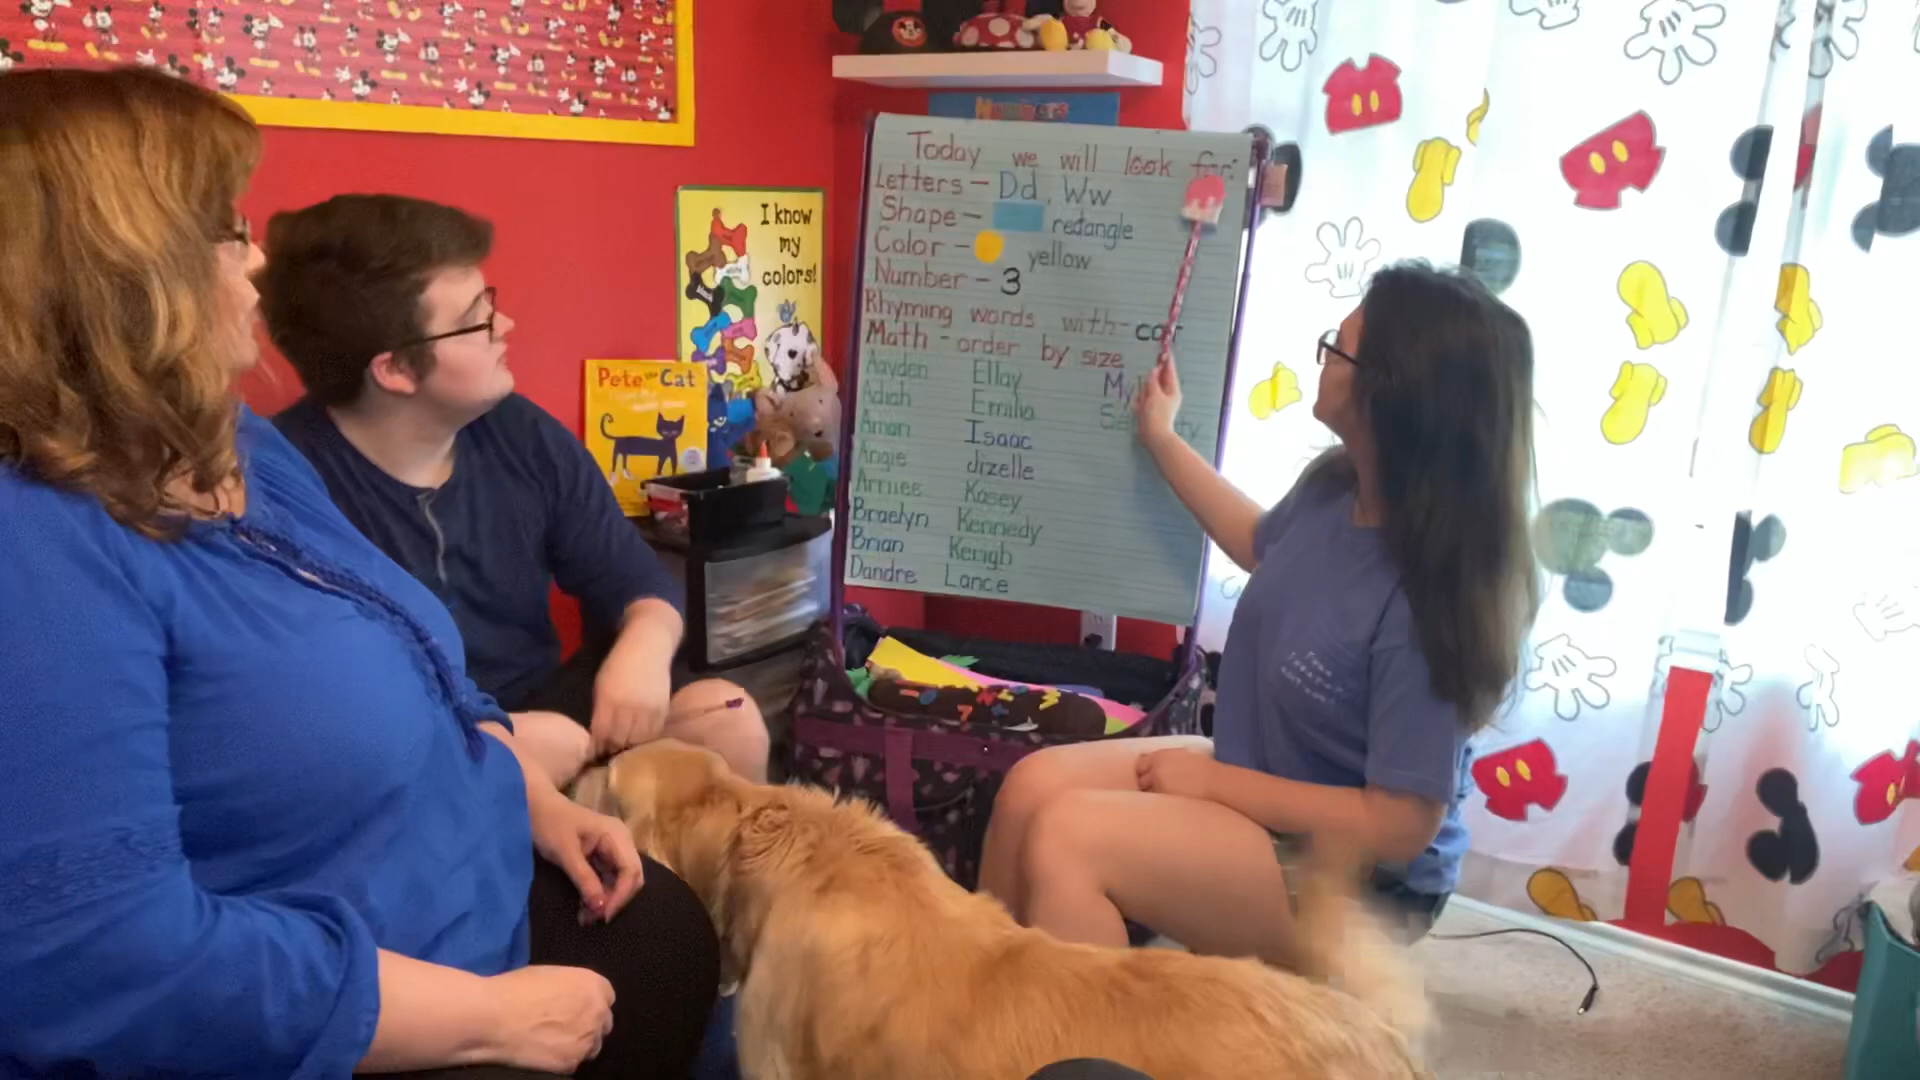 Numbers
Today we will look for:
Letters - Dd, Ww
Shape - rectangle
Color - yellow
Number - 3
Rhyming words with - car
Math - order by size
Aayden Ellay
Adiah Emilia
Aman Isaac
Angie Jizelle
Kasey
Braelyn Kennedy
Brian
Dandre Lance
I know
my
colors!
Pete the Cat